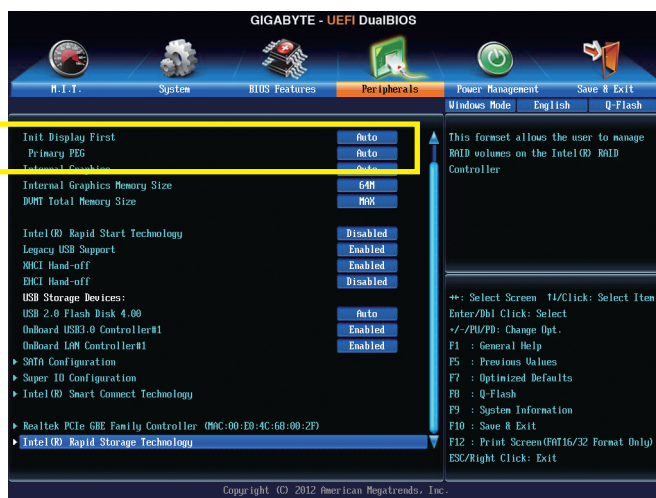 GIGABYTE - UEFI DualBIOS
M.I.T. System BIOS Features Peripherals Power Management Save & Exit
Windows Mode English Q-Flash
Init Display First Auto
Primary PEG Auto
Internal Graphics Auto
Internal Graphics Memory Size 64M
DVMT Total Memory Size MAX
Intel(R) Rapid Start Technology Disabled
Legacy USB Support Enabled
XHCI Hand-off Enabled
EHCI Hand-off Disabled
USB Storage Devices:
USB 2.0 Flash Disk 4.00 Auto
OnBoard USB3.0 Controller#1 Enabled
OnBoard LAN Controller#1 Enabled
SATA Configuration
Super IO Configuration
Intel(R) Smart Connect Technology
Realtek PCIe GBE Family Controller (MAC:00:E0:4C:68:00:2F)
Intel(R) Rapid Storage Technology
This formset allows the user to manage
RAID volumes on the Intel(R) RAID
Controller
→←: Select Screen ↑↓/Click: Select Item
Enter/Dbl Click: Select
+/-/PU/PD: Change Opt.
F1 : General Help
F5 : Previous Values
F7 : Optimized Defaults
F8 : Q-Flash
F9 : System Information
F10 : Save & Exit
F12 : Print Screen(FAT16/32 Format Only)
ESC/Right Click: Exit
Copyright (C) 2012 American Megatrends, Inc.